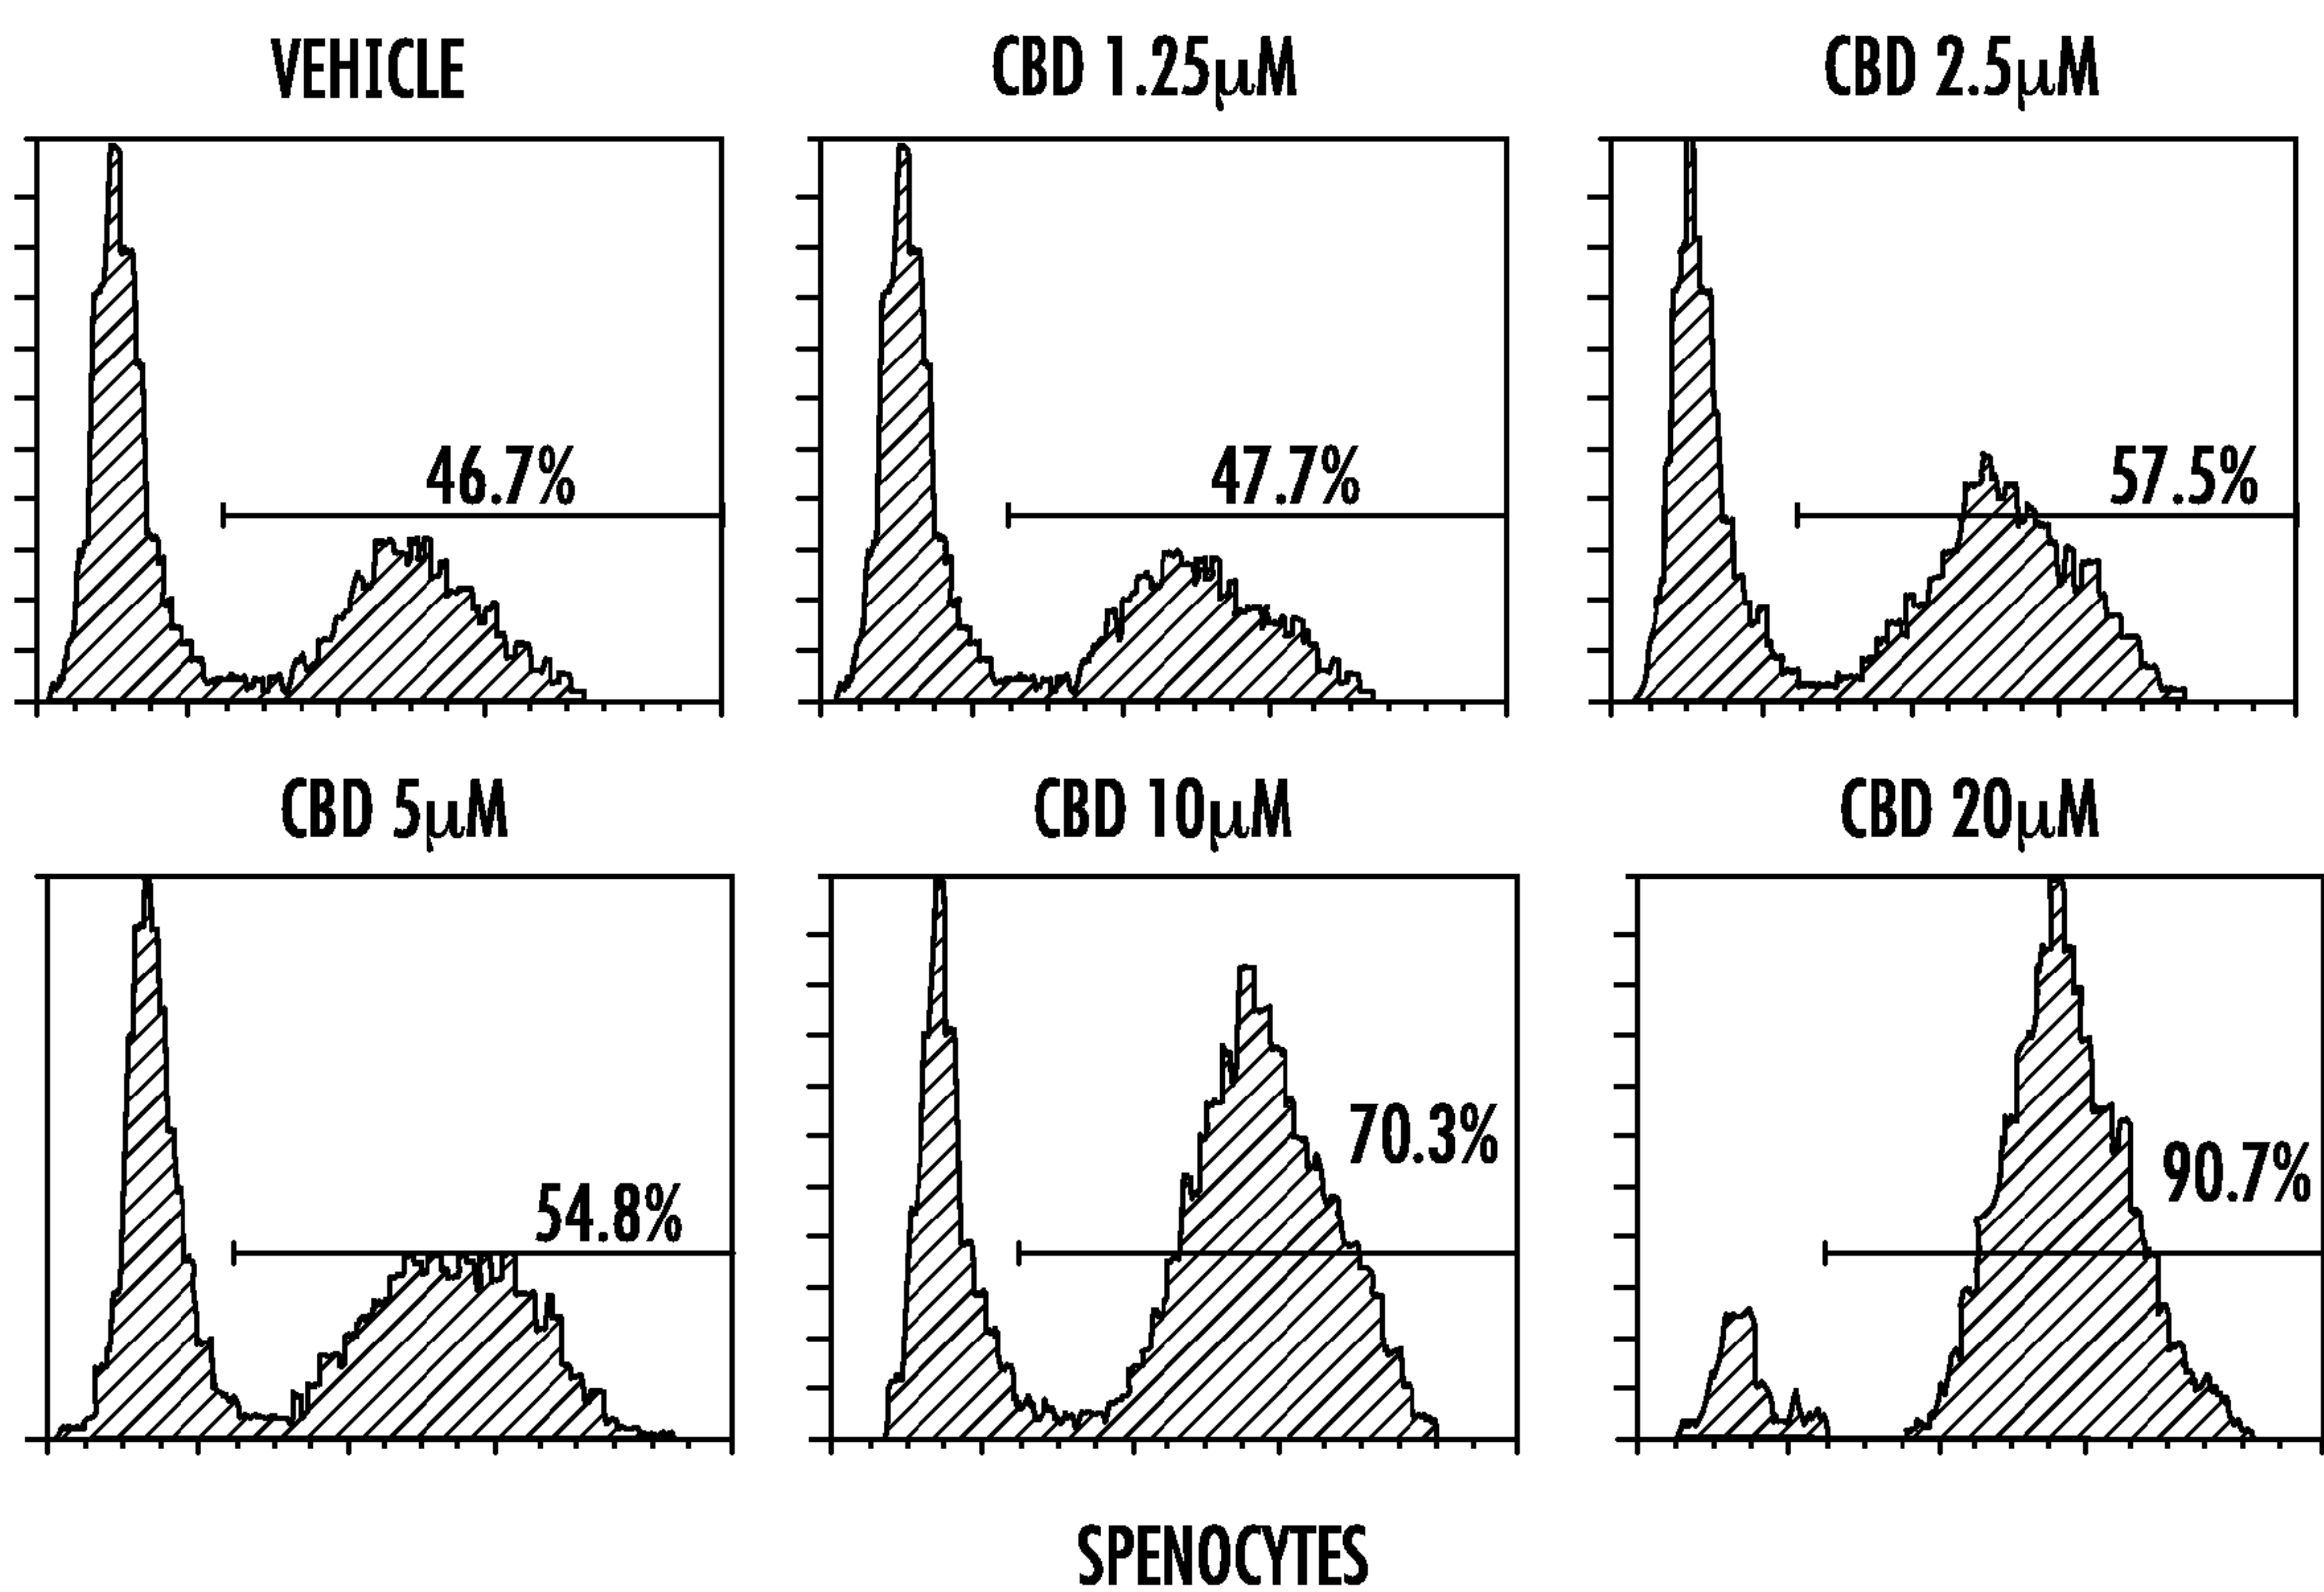 VEHICLE
CBD 1.25μM
CBD 2.5μM
46.7%
47.7%
57.5%
CBD 5μM
CBD 10μM
CBD 20μM
54.8%
70.3%
90.7%
SPENOCYTES